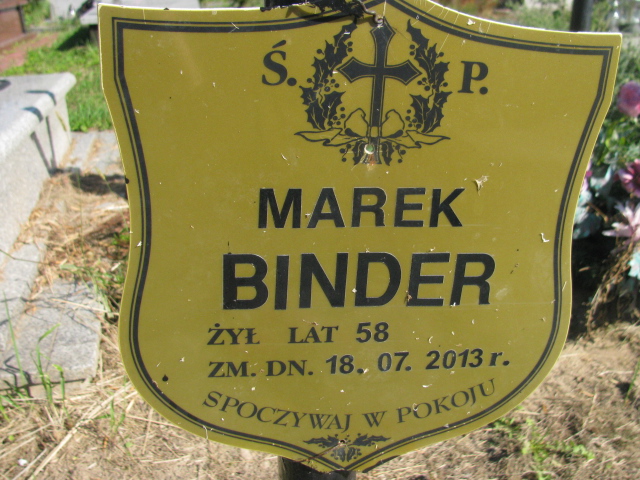 Ś. P.
MAREK
BINDER
ŻYŁ LAT 58
ZM. DN. 18. 07. 2013 r.
SPOCZYWAJ W POKOJU